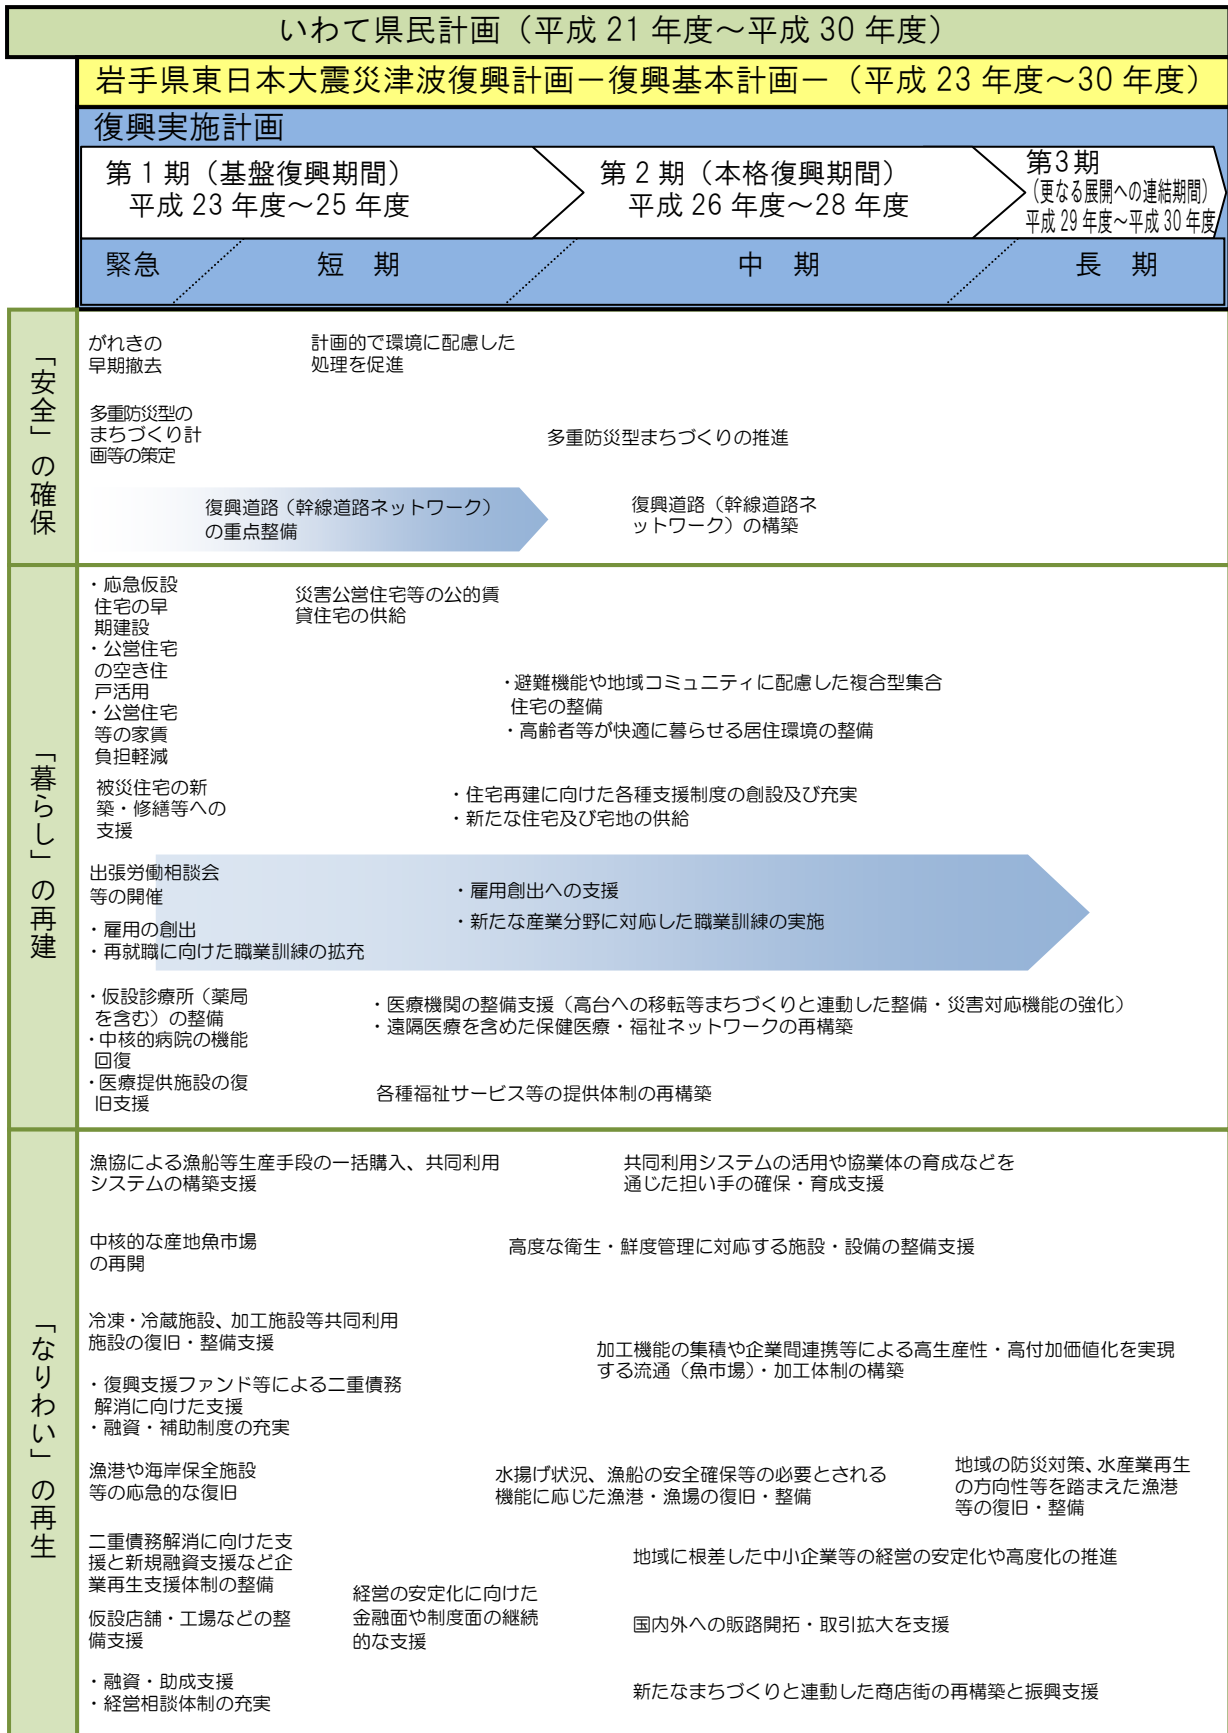 いわて県民計画（平成 21 年度～平成 30 年度）
岩手県東日本大震災津波復興計画－復興基本計画－（平成 23 年度～30 年度）
復興実施計画
第 1 期（基盤復興期間）
平成 23 年度～25 年度
第 2 期（本格復興期間）
平成 26 年度～28 年度
第3期
（更なる展開への連結期間）
平成 29 年度～平成 30 年度
緊急
短　期
中　期
長　期
「安全」の確保
がれきの
早期撤去
計画的で環境に配慮した
処理を促進
多重防災型の
まちづくり計
画等の策定
多重防災型まちづくりの推進
復興道路（幹線道路ネットワーク）
の重点整備
復興道路（幹線道路ネ
ットワーク）の構築
「暮らし」の再建
・応急仮設
住宅の早
期建設
・公営住宅
の空き住
戸活用
・公営住宅
等の家賃
負担軽減
災害公営住宅等の公的賃
貸住宅の供給
・避難機能や地域コミュニティに配慮した複合型集合
住宅の整備
・高齢者等が快適に暮らせる居住環境の整備
被災住宅の新
築・修繕等への
支援
・住宅再建に向けた各種支援制度の創設及び充実
・新たな住宅及び宅地の供給
出張労働相談会
等の開催
・雇用の創出
・再就職に向けた職業訓練の拡充
・雇用創出への支援
・新たな産業分野に対応した職業訓練の実施
・仮設診療所（薬局
を含む）の整備
・中核的病院の機能
回復
・医療提供施設の復
旧支援
・医療機関の整備支援（高台への移転等まちづくりと連動した整備・災害対応機能の強化）
・遠隔医療を含めた保健医療・福祉ネットワークの再構築
各種福祉サービス等の提供体制の再構築
「なりわい」の再生
漁協による漁船等生産手段の一括購入、共同利用
システムの構築支援
共同利用システムの活用や協業体の育成などを
通じた担い手の確保・育成支援
中核的な産地魚市場
の再開
高度な衛生・鮮度管理に対応する施設・設備の整備支援
冷凍・冷蔵施設、加工施設等共同利用
施設の復旧・整備支援
加工機能の集積や企業間連携等による高生産性・高付加価値化を実現
する流通（魚市場）・加工体制の構築
・復興支援ファンド等による二重債務
解消に向けた支援
・融資・補助制度の充実
漁港や海岸保全施設
等の応急的な復旧
水揚げ状況、漁船の安全確保等の必要とされる
機能に応じた漁港・漁場の復旧・整備
地域の防災対策、水産業再生
の方向性等を踏まえた漁港
等の復旧・整備
二重債務解消に向けた支
援と新規融資支援など企
業再生支援体制の整備
地域に根差した中小企業等の経営の安定化や高度化の推進
経営の安定化に向けた
金融面や制度面の継続
的な支援
仮設店舗・工場などの整
備支援
国内外への販路開拓・取引拡大を支援
・融資・助成支援
・経営相談体制の充実
新たなまちづくりと連動した商店街の再構築と振興支援